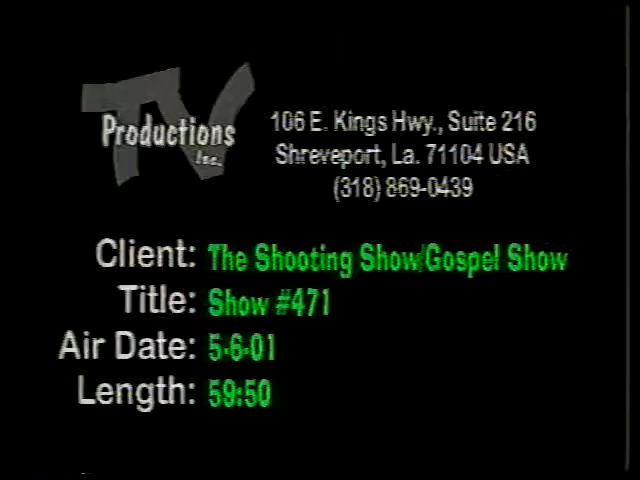 TV
Productions
Inc.
106 E. Kings Hwy., Suite 216
Shreveport, La. 71104 USA
(318) 869-0439
Client: The Shooting Show/Gospel Show
Title: Show #471
Air Date: 5-6-01
Length: 59:50